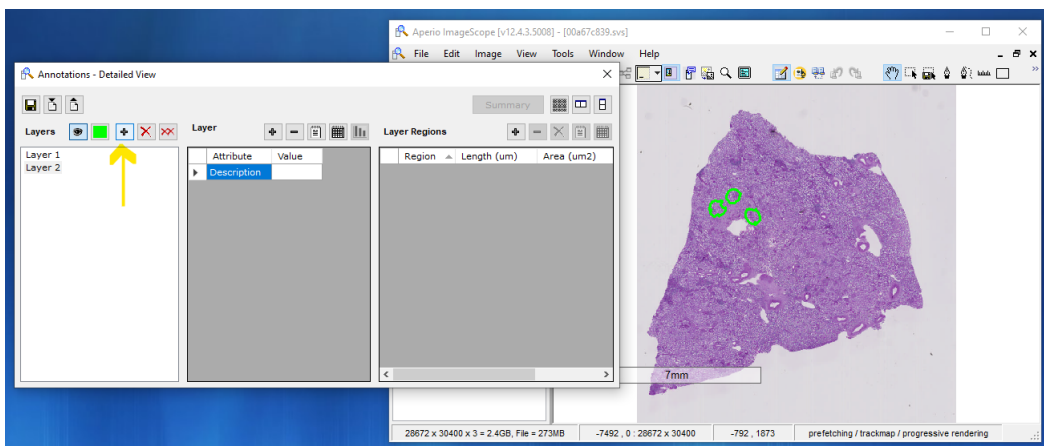 Aperio ImageScope [v12.4.3.5008] - [00a67c839.svs]
File Edit Image View Tools Window Help
Annotations - Detailed View
Summary
Layers
Layer
Layer Regions
Layer 1
Layer 2
Attribute Value
Description
Region Length (um) Area (um2)
7mm
28672 x 30400 x 3 = 2.4GB, File = 273MB
-7492 , 0 : 28672 x 30400
-792 , 1873
prefetching / trackmap / progressive rendering